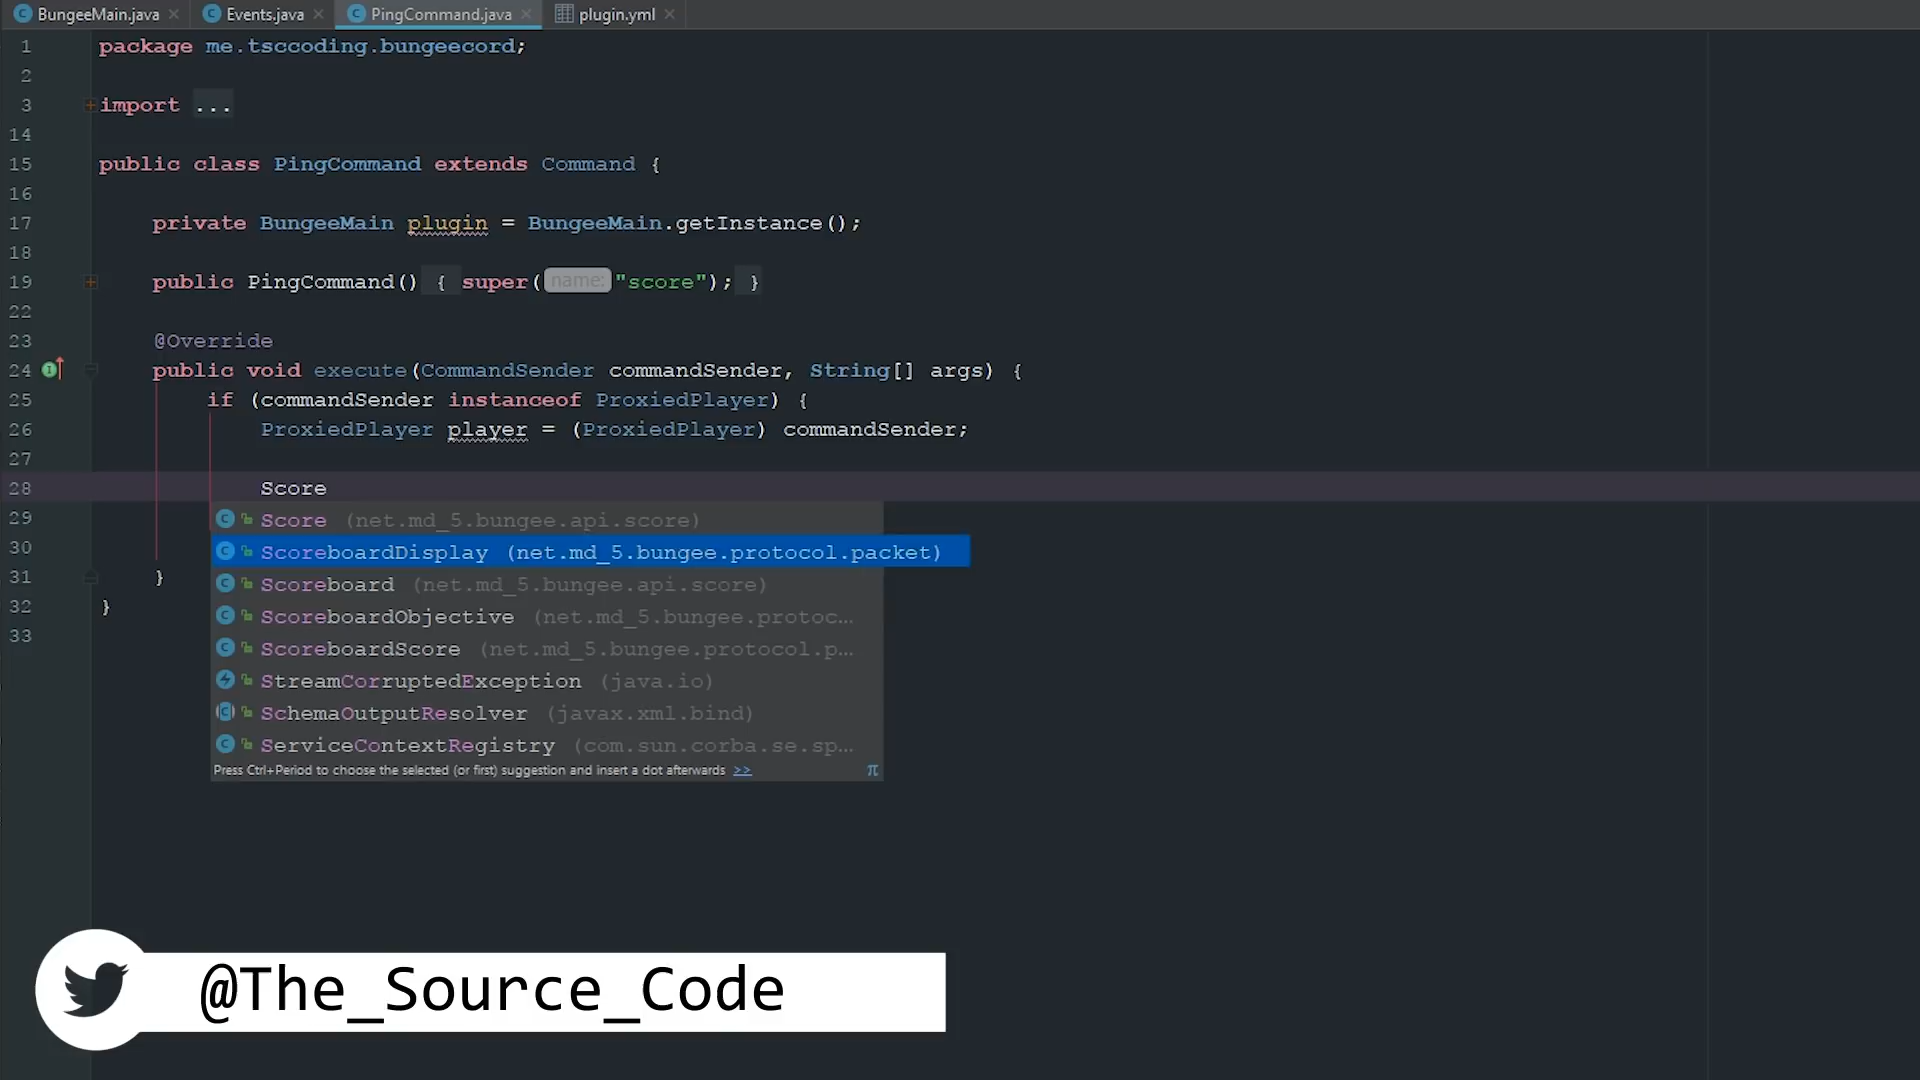 BungeeMain.java Events.java PingCommand.java plugin.yml
1 package me.tsccoding.bungeecord;
2
3 import ...
14
15 public class PingCommand extends Command {
16
17 private BungeeMain plugin = BungeeMain.getInstance();
18
19 public PingCommand() { super( name: "score"); }
22
23 @Override
24 public void execute(CommandSender commandSender, String[] args) {
25 if (commandSender instanceof ProxiedPlayer) {
26 ProxiedPlayer player = (ProxiedPlayer) commandSender;
27
28 Score
29 Score (net.md_5.bungee.api.score)
30 ScoreboardDisplay (net.md_5.bungee.protocol.packet)
31 } Scoreboard (net.md_5.bungee.api.score)
32 } ScoreboardObjective (net.md_5.bungee.protoc...
33 ScoreboardScore (net.md_5.bungee.protocol.p...
StreamCorruptedException (java.io)
SchemaOutputResolver (javax.xml.bind)
ServiceContextRegistry (com.sun.corba.se.sp...
Press Ctrl+Period to choose the selected (or first) suggestion and insert a dot afterwards >> π
@The_Source_Code